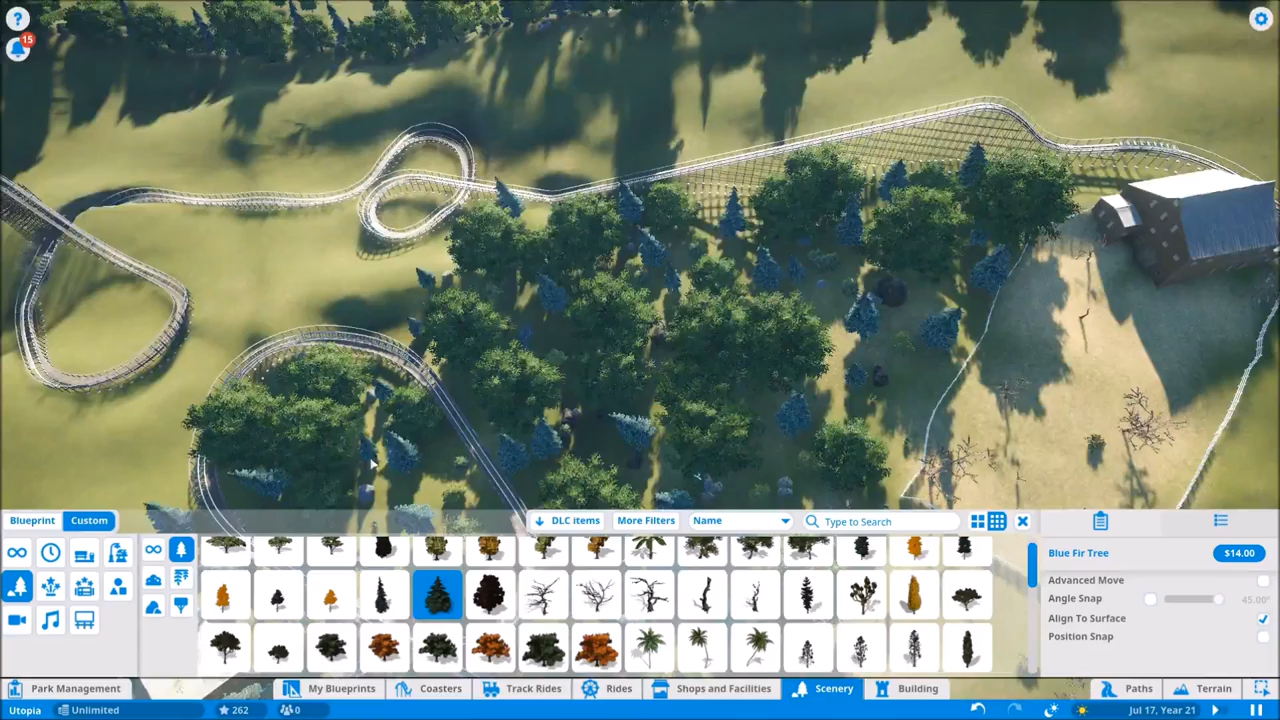 ?
15
Blueprint
Custom
DLC items
More Filters
Name
Type to Search
Blue Fir Tree
$14.00
Advanced Move
Angle Snap
45.00°
Align To Surface
Position Snap
Park Management
My Blueprints
Coasters
Track Rides
Rides
Shops and Facilities
Scenery
Building
Paths
Terrain
Utopia
Unlimited
262
0
Jul 17, Year 21